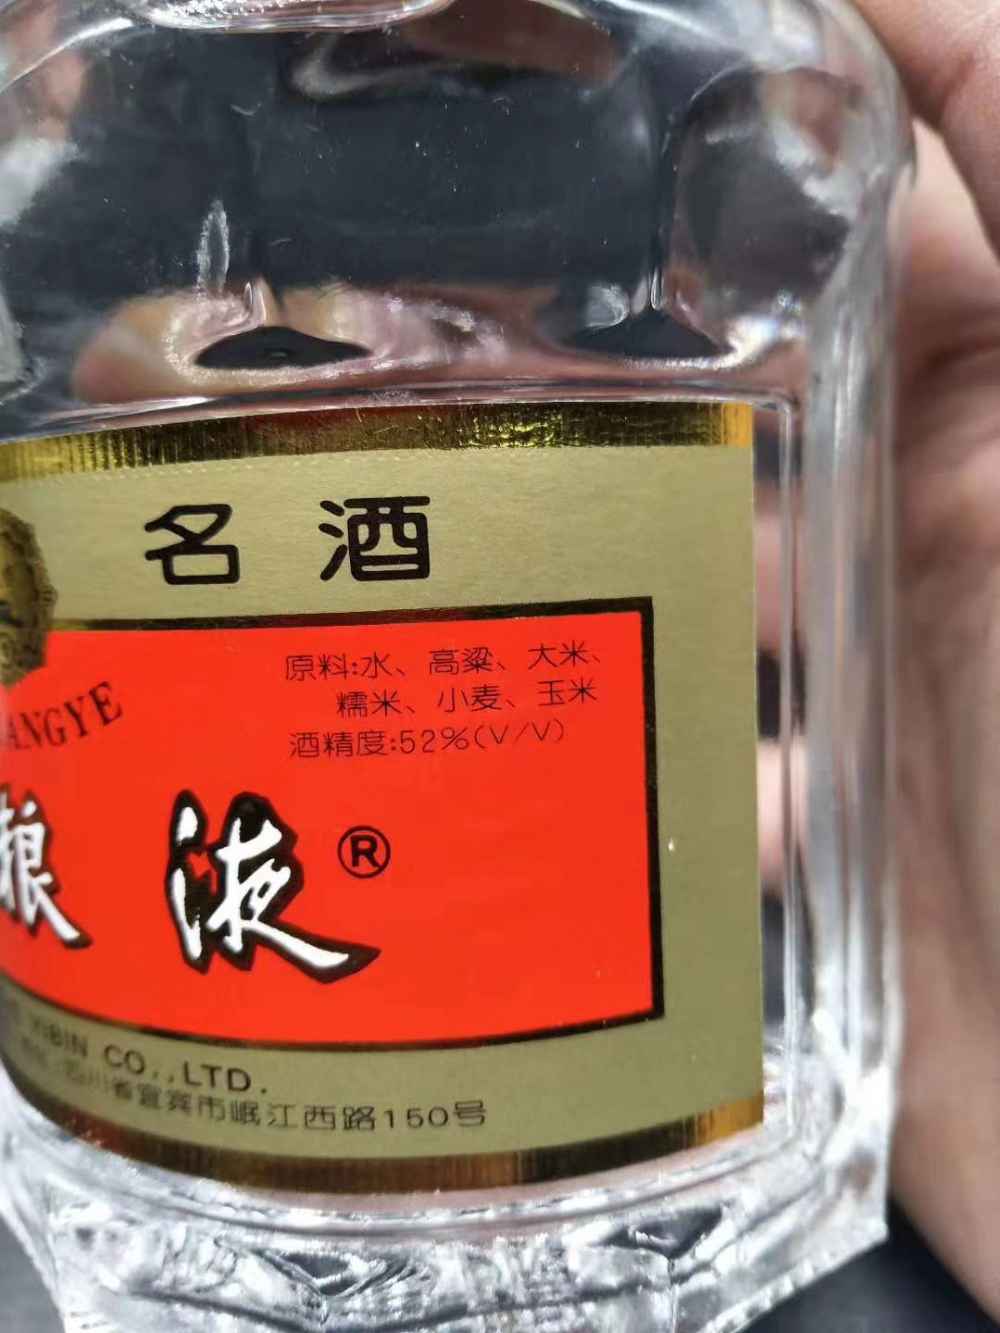 名酒
原料:水、高粱、大米、
糯米、小麦、玉米
酒精度:52%(V/V)
ANGYE
粮液®
YIBIN CO.,LTD.
四川省宜宾市岷江西路150号